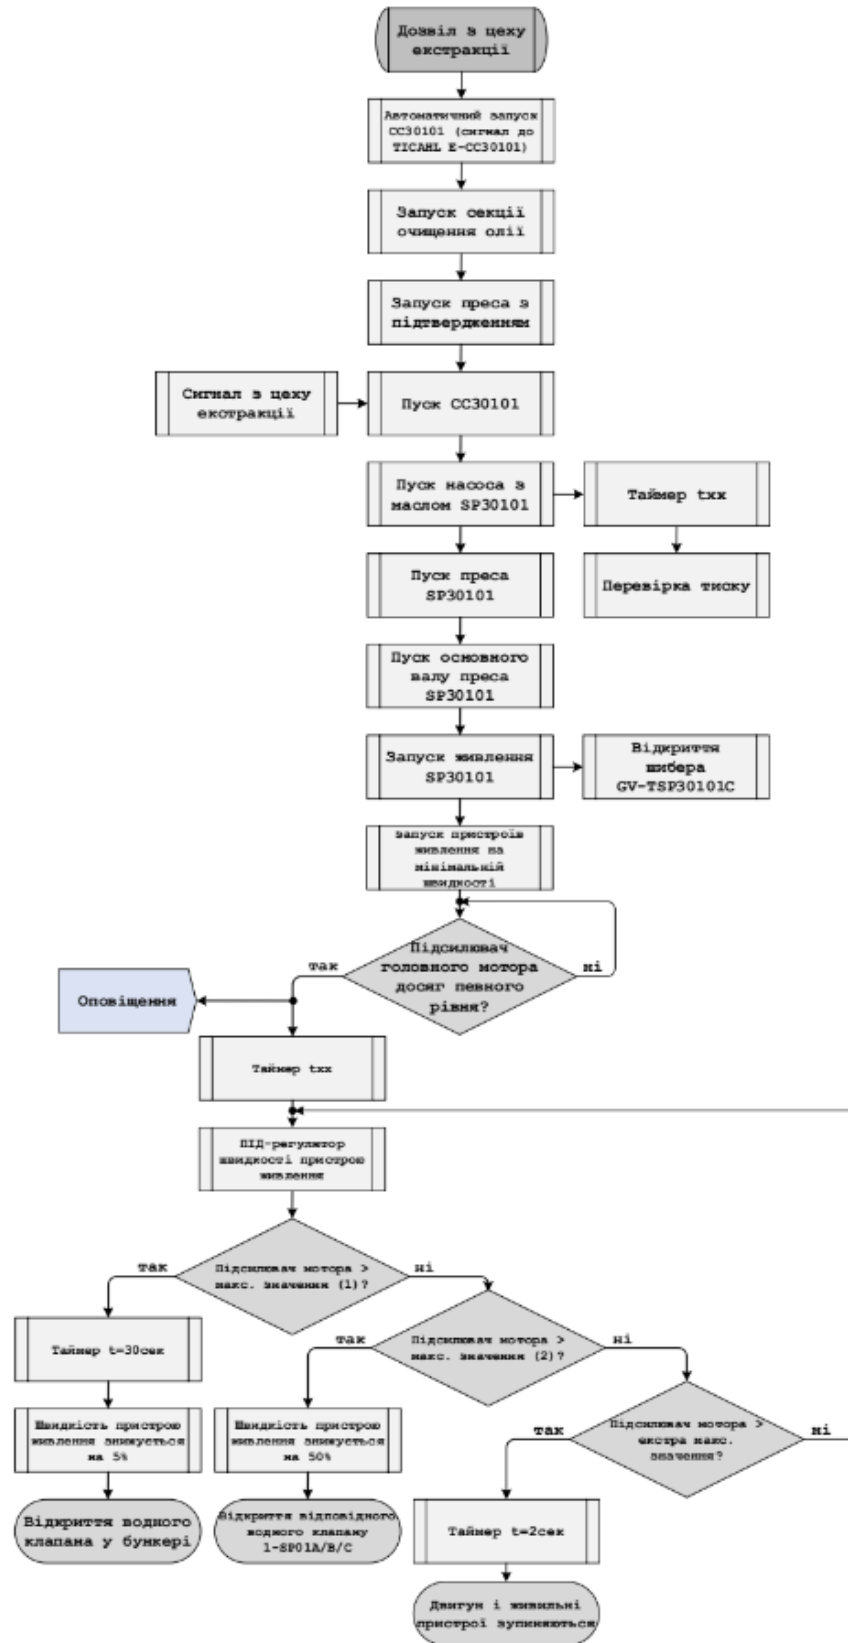 Дозвіл з цеху
екстракції
Автоматичний запуск
CC30101 (сигнал до
TICAHL E-CC30101)
Запуск секції
очищення олії
Запуск преса з
підтвердженням
Сигнал з цеху
екстракції
Пуск CC30101
Пуск насоса з
маслом SP30101
Таймер txx
Пуск преса
SP30101
Перевірка тиску
Пуск основного
валу преса
SP30101
Запуск живлення
SP30101
Відкриття
шибера
GV-TSP30101C
Запуск пристроїв
живлення на
мінімальній
швидкості
Підсилювач
головного мотора
досяг певного
рівня?
так
ні
Оповіщення
Таймер txx
ПІД-регулятор
швидкості пристрою
живлення
Підсилювач мотора >
макс. значення (1)?
так
ні
Таймер t=30сек
Підсилювач мотора >
макс. значення (2)?
так
ні
Швидкість пристрою
живлення знижується
на 5%
Швидкість пристрою
живлення знижується
на 50%
Підсилювач мотора >
екстра макс.
значення?
так
ні
Відкриття водного
клапана у бункері
Відкриття відповідного
водного клапану
1-SP01A/B/C
Таймер t=2сек
Двигун і живильні
пристрої зупиняються